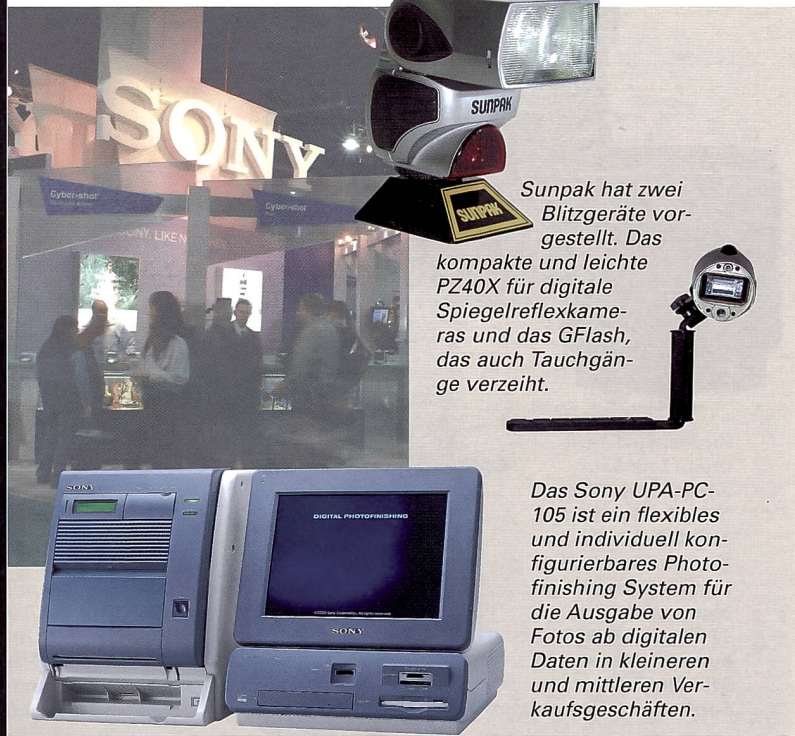 SONY
Cyber-shot
Cyber-shot
SONY, LIKE N
SUNPAK
SUNPAK
Sunpak hat zwei
Blitzgeräte vor-
gestellt. Das
kompakte und leichte
PZ40X für digitale
Spiegelreflexkame-
ras und das GFlash,
das auch Tauchgän-
ge verzeiht.
SONY
DIGITAL PHOTOFINISHING
SONY
Das Sony UPA-PC-
105 ist ein flexibles
und individuell kon-
figurierbares Photo-
finishing System für
die Ausgabe von
Fotos ab digitalen
Daten in kleineren
und mittleren Ver-
kaufsgeschäften.